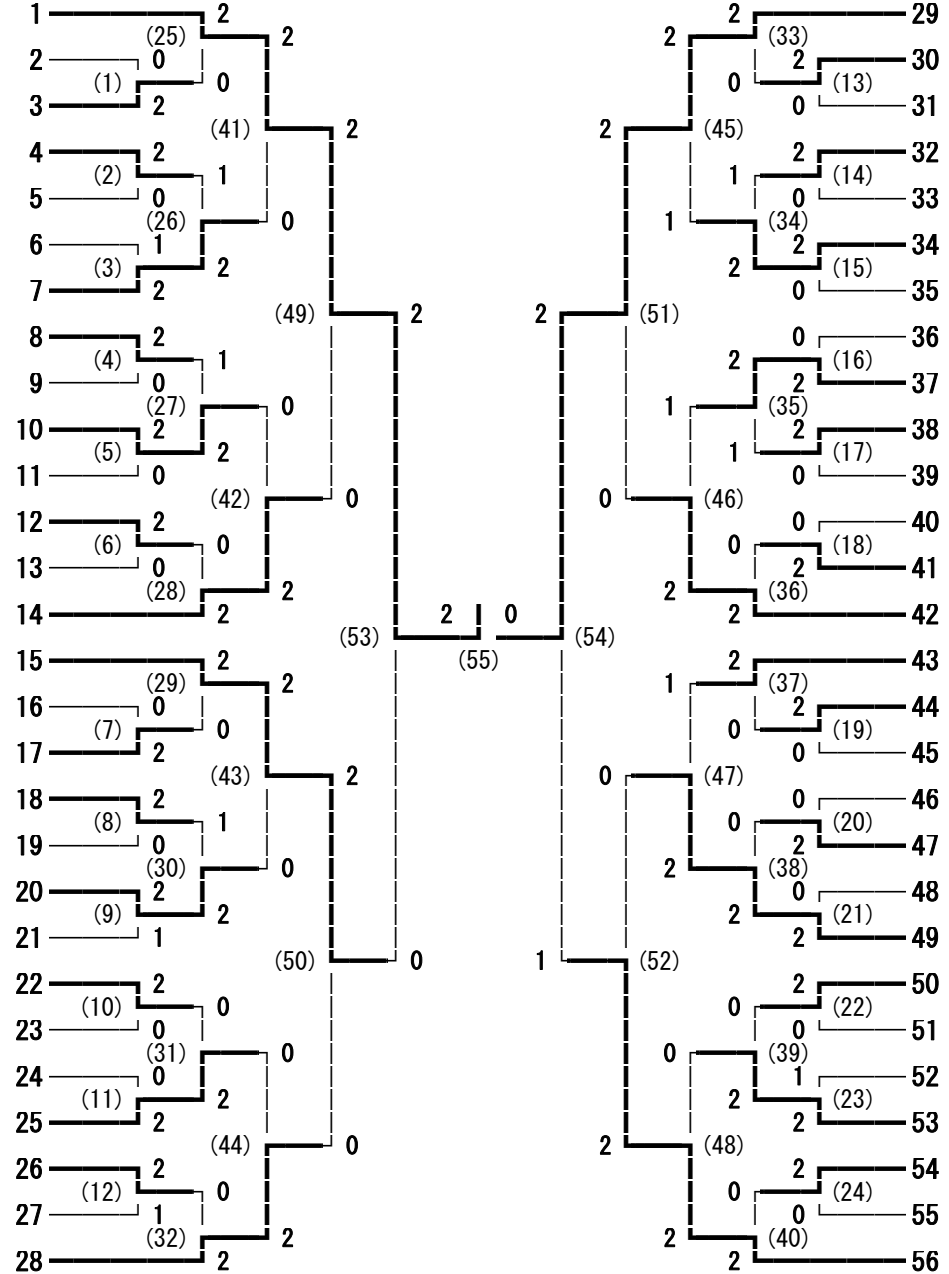 1 2 2 29
(25) 2 2 (33)
2 0 2 30
(1) 0 0 (13)
3 2 0 31
(41) 2 2 (45)
4 2 2 32
(2) 1 1 (14)
5 0 0 33
(26) 0 1 (34)
6 1 2 34
(3) 2 2 (15)
7 2 0 35
(49) 2 2 (51)
8 2 0 36
(4) 1 2 (16)
9 0 2 37
(27) 0 1 (35)
10 2 2 38
(5) 2 1 (17)
11 0 0 39
(42) 0 0 (46)
12 2 0 40
(6) 0 0 (18)
13 0 2 41
(28) 2 2 (36)
14 2 2 0 2 42
(53) (54)
15 2 (55) 2 43
(29) 2 1 (37)
16 0 2 44
(7) 0 0 (19)
17 2 0 45
(43) 2 0 (47)
18 2 0 46
(8) 1 0 (20)
19 0 2 47
(30) 0 2 (38)
20 2 0 48
(9) 2 2 (21)
21 1 2 49
(50) 0 1 (52)
22 2 2 50
(10) 0 0 (22)
23 0 0 51
(31) 0 0 (39)
24 0 1 52
(11) 2 2 (23)
25 2 2 53
(44) 0 2 (48)
26 2 2 54
(12) 0 0 (24)
27 1 0 55
(32) 2 2 (40)
28 2 2 56